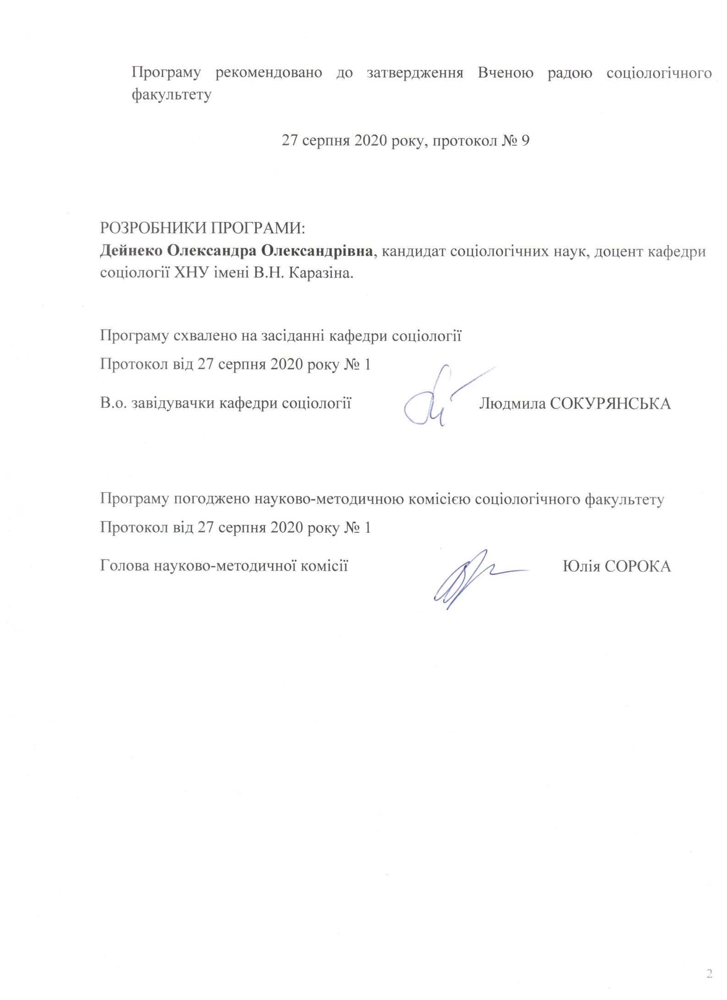 Програму рекомендовано до затвердження Вченою радою соціологічного
факультету
27 серпня 2020 року, протокол № 9
РОЗРОБНИКИ ПРОГРАМИ:
Дейнеко Олександра Олександрівна, кандидат соціологічних наук, доцент кафедри
соціології ХНУ імені В.Н. Каразіна.
Програму схвалено на засіданні кафедри соціології
Протокол від 27 серпня 2020 року № 1
В.о. завідувачки кафедри соціології Людмила СОКУРЯНСЬКА
Програму погоджено науково-методичною комісією соціологічного факультету
Протокол від 27 серпня 2020 року № 1
Голова науково-методичної комісії Юлія СОРОКА
2